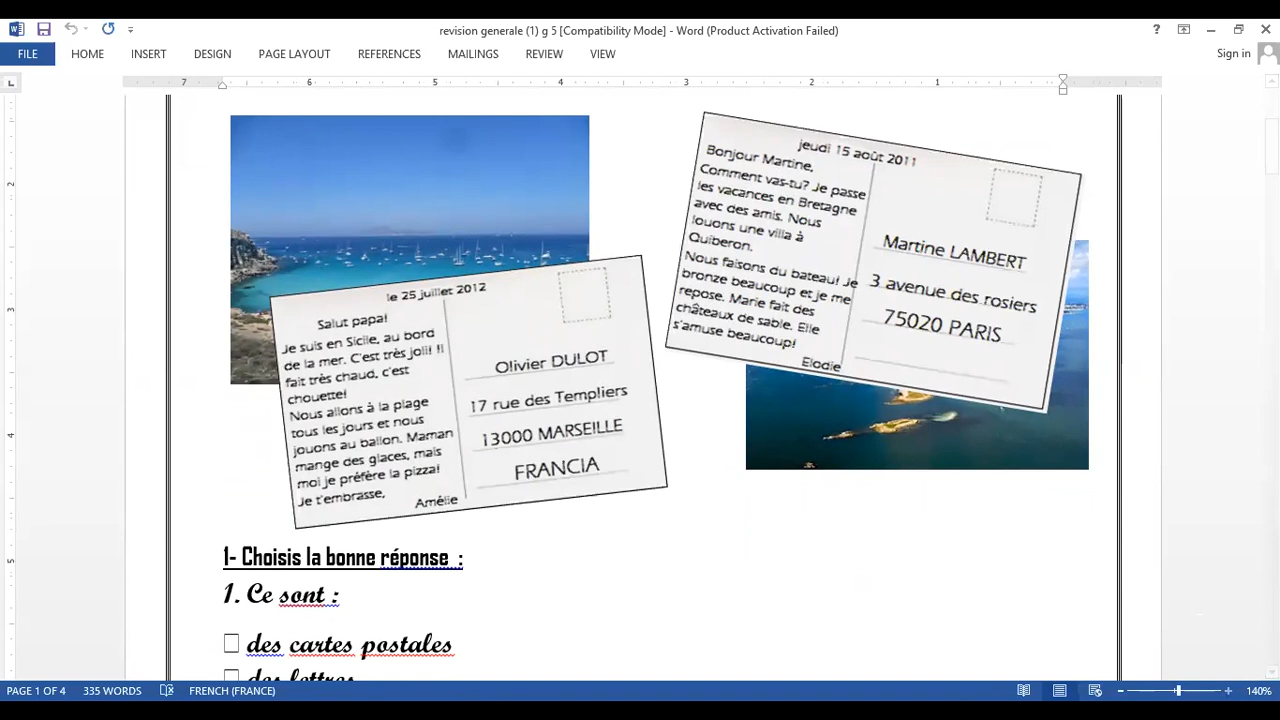 revision generale (1) g 5 [Compatibility Mode] - Word (Product Activation Failed)
FILE
HOME
INSERT
DESIGN
PAGE LAYOUT
REFERENCES
MAILINGS
REVIEW
VIEW
Sign in
7 6 5 4 3 2 1
2
3
4
5
jeudi 15 août 2011
Bonjour Martine,
Comment vas-tu? Je passe
les vacances en Bretagne
avec des amis. Nous
louons une villa à
Quiberon.
Nous faisons du bateau! Je
bronze beaucoup et je me
repose. Marie fait des
châteaux de sable. Elle
s'amuse beaucoup!
Elodie
Martine LAMBERT
3 avenue des rosiers
75020 PARIS
le 25 juillet 2012
Salut papa!
Je suis en Sicile, au bord
de la mer. C'est très joli! Il
fait très chaud, c'est
chouette!
Nous allons à la plage
tous les jours et nous
jouons au ballon. Maman
mange des glaces, mais
moi je préfère la pizza!
Je t'embrasse,
Amélie
Olivier DULOT
17 rue des Templiers
13000 MARSEILLE
FRANCIA
1- Choisis la bonne réponse :
1. Ce sont :
des cartes postales
des lettres
PAGE 1 OF 4
335 WORDS
FRENCH (FRANCE)
140%